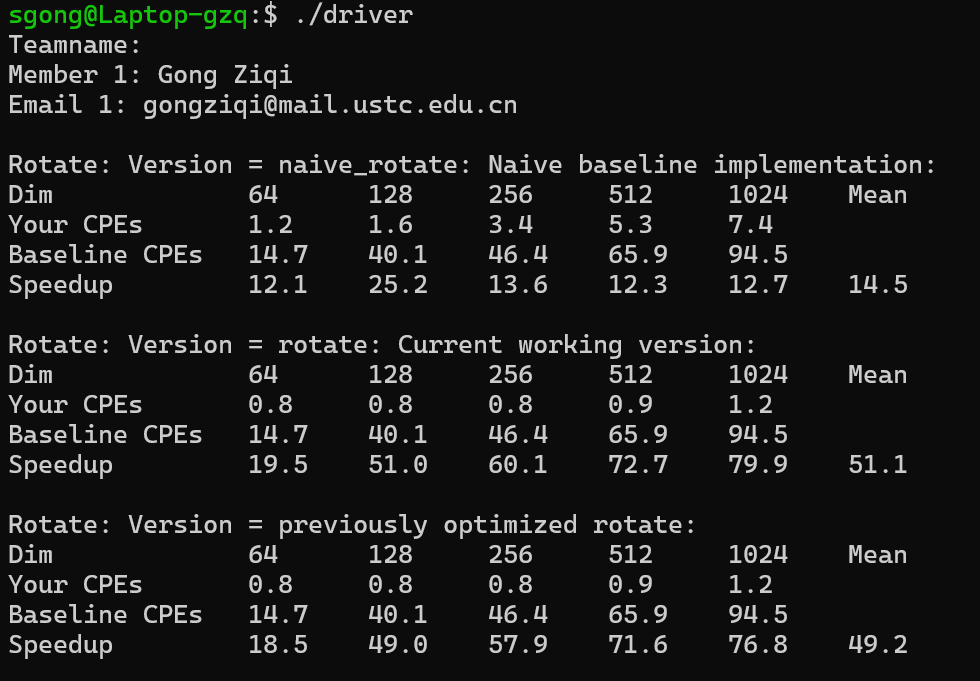 sgong@Laptop-gzq:$ ./driver
Teamname:
Member 1: Gong Ziqi
Email 1: gongziqi@mail.ustc.edu.cn
Rotate: Version = naive_rotate: Naive baseline implementation:
Dim 64 128 256 512 1024 Mean
Your CPEs 1.2 1.6 3.4 5.3 7.4
Baseline CPEs 14.7 40.1 46.4 65.9 94.5
Speedup 12.1 25.2 13.6 12.3 12.7 14.5
Rotate: Version = rotate: Current working version:
Dim 64 128 256 512 1024 Mean
Your CPEs 0.8 0.8 0.8 0.9 1.2
Baseline CPEs 14.7 40.1 46.4 65.9 94.5
Speedup 19.5 51.0 60.1 72.7 79.9 51.1
Rotate: Version = previously optimized rotate:
Dim 64 128 256 512 1024 Mean
Your CPEs 0.8 0.8 0.8 0.9 1.2
Baseline CPEs 14.7 40.1 46.4 65.9 94.5
Speedup 18.5 49.0 57.9 71.6 76.8 49.2